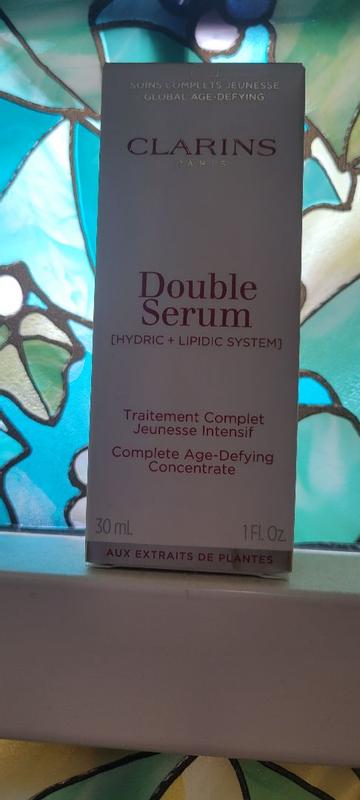 SOINS COMPLETS JEUNESSE
GLOBAL AGE-DEFYING
CLARINS
PARIS
Double
Serum
[HYDRIC + LIPIDIC SYSTEM]
Traitement Complet
Jeunesse Intensif
Complete Age-Defying
Concentrate
30 mL 1 Fl. Oz.
AUX EXTRAITS DE PLANTES